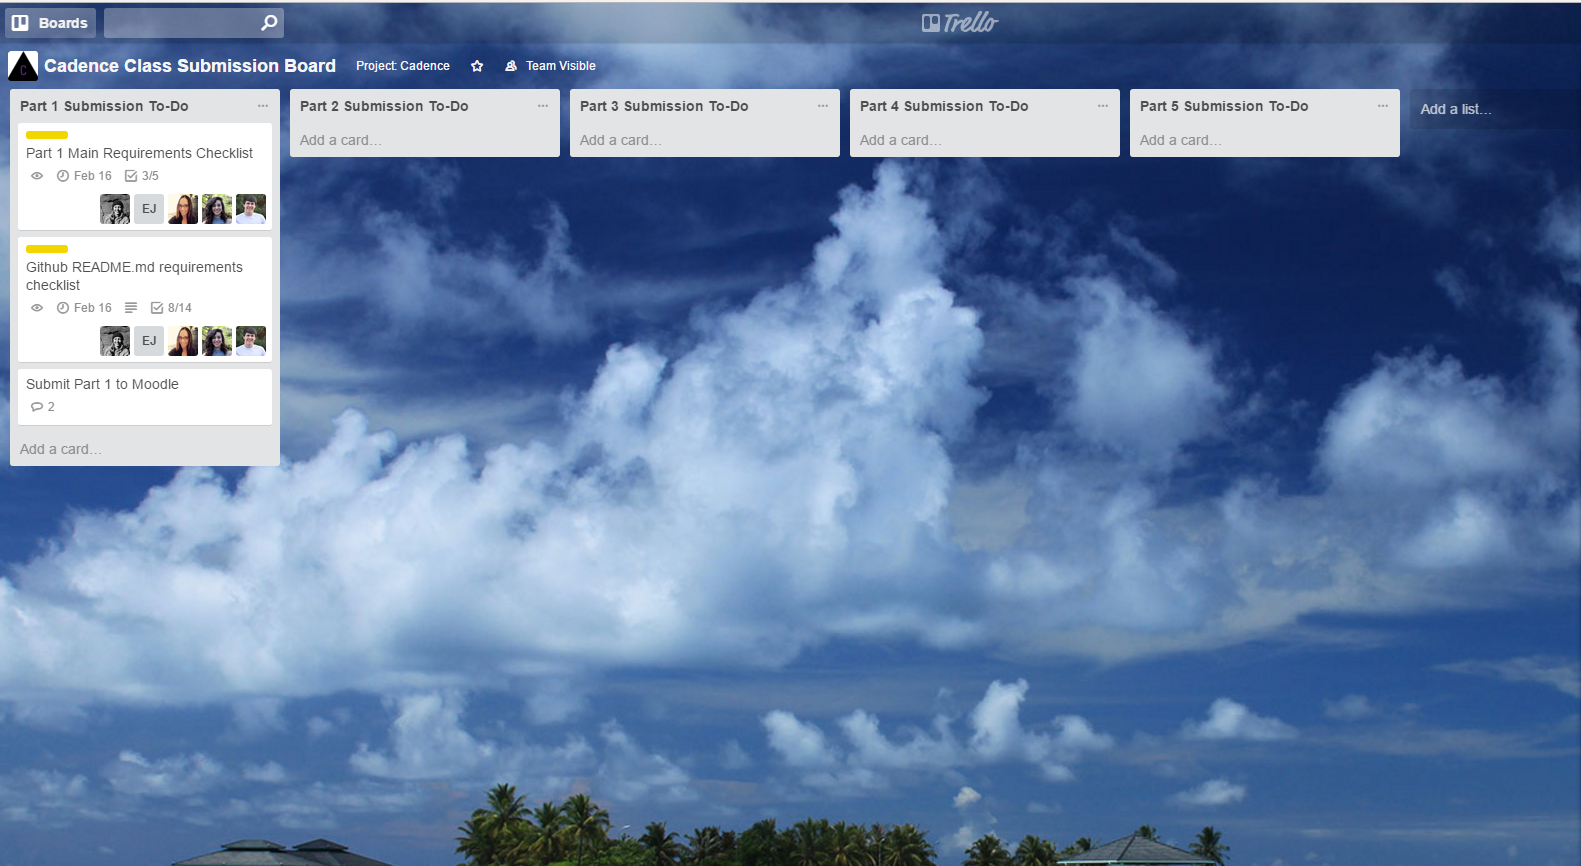 Boards
Trello
Cadence Class Submission Board
Project: Cadence
Team Visible
Part 1 Submission To-Do
Part 1 Main Requirements Checklist
Feb 16
3/5
EJ
Github README.md requirements
checklist
Feb 16
8/14
EJ
Submit Part 1 to Moodle
2
Add a card…
Part 2 Submission To-Do
Add a card…
Part 3 Submission To-Do
Add a card…
Part 4 Submission To-Do
Add a card…
Part 5 Submission To-Do
Add a card…
Add a list…